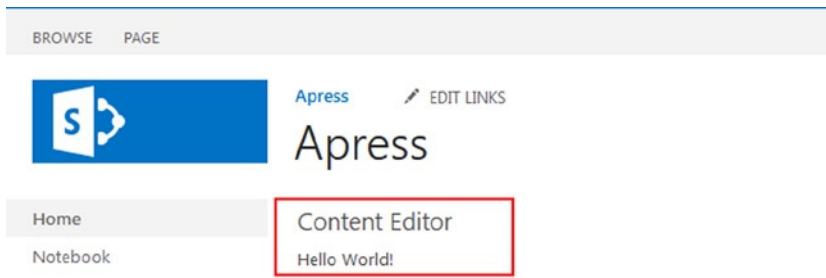 BROWSE PAGE
S
Apress EDIT LINKS
Apress
Home
Notebook
Content Editor
Hello World!